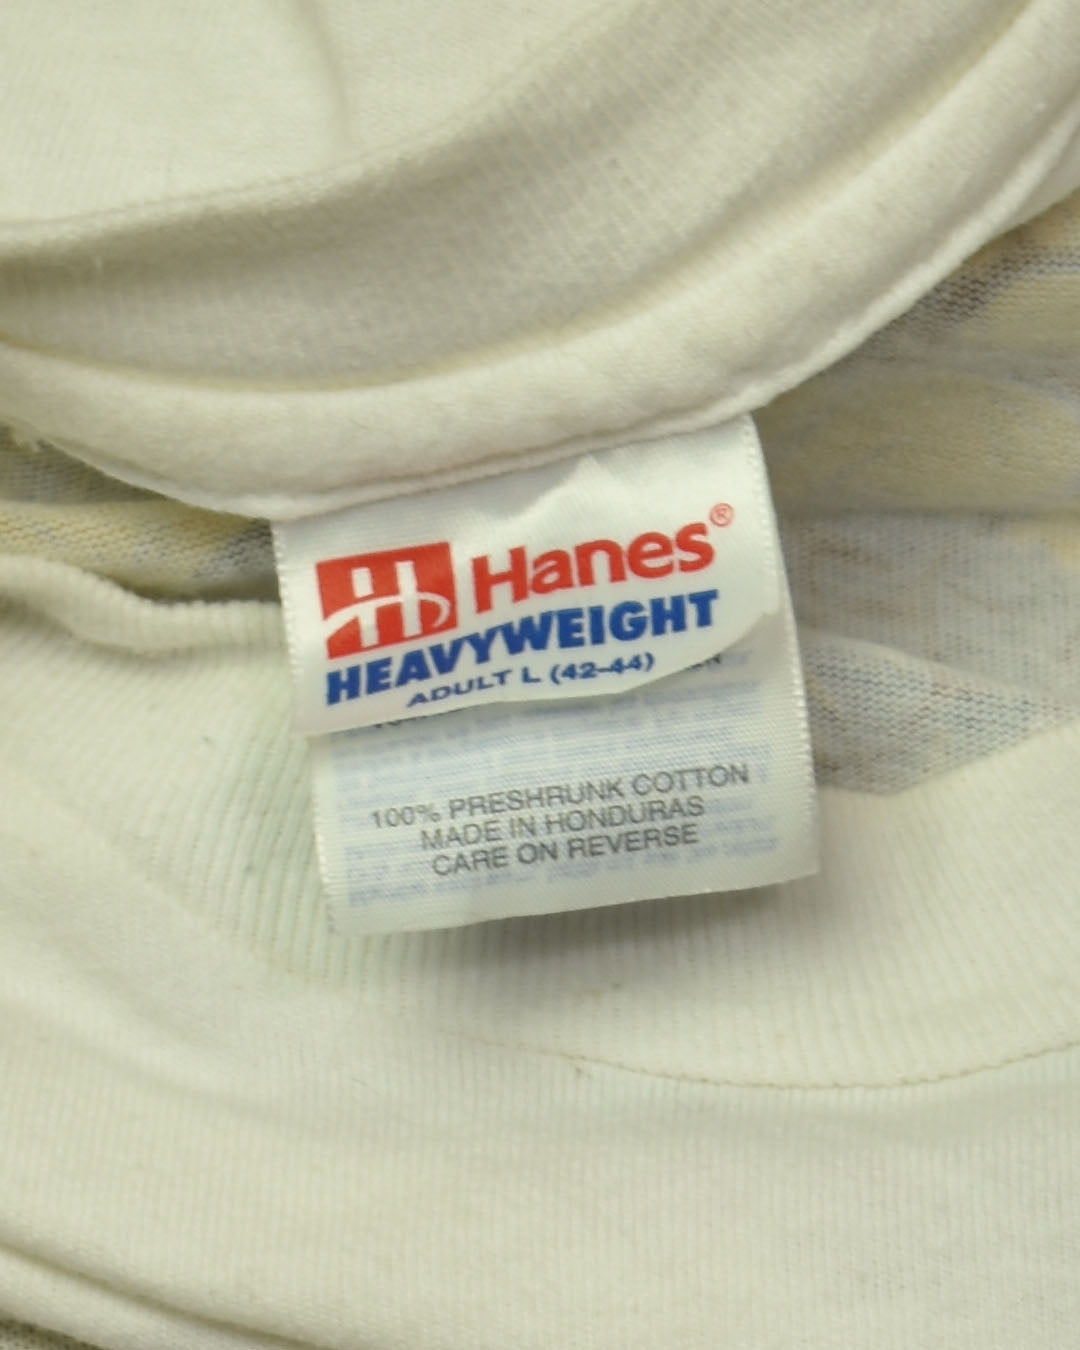 H Hanes®
HEAVYWEIGHT
ADULT L (42-44)
100% PRESHRUNK COTTON
MADE IN HONDURAS
CARE ON REVERSE